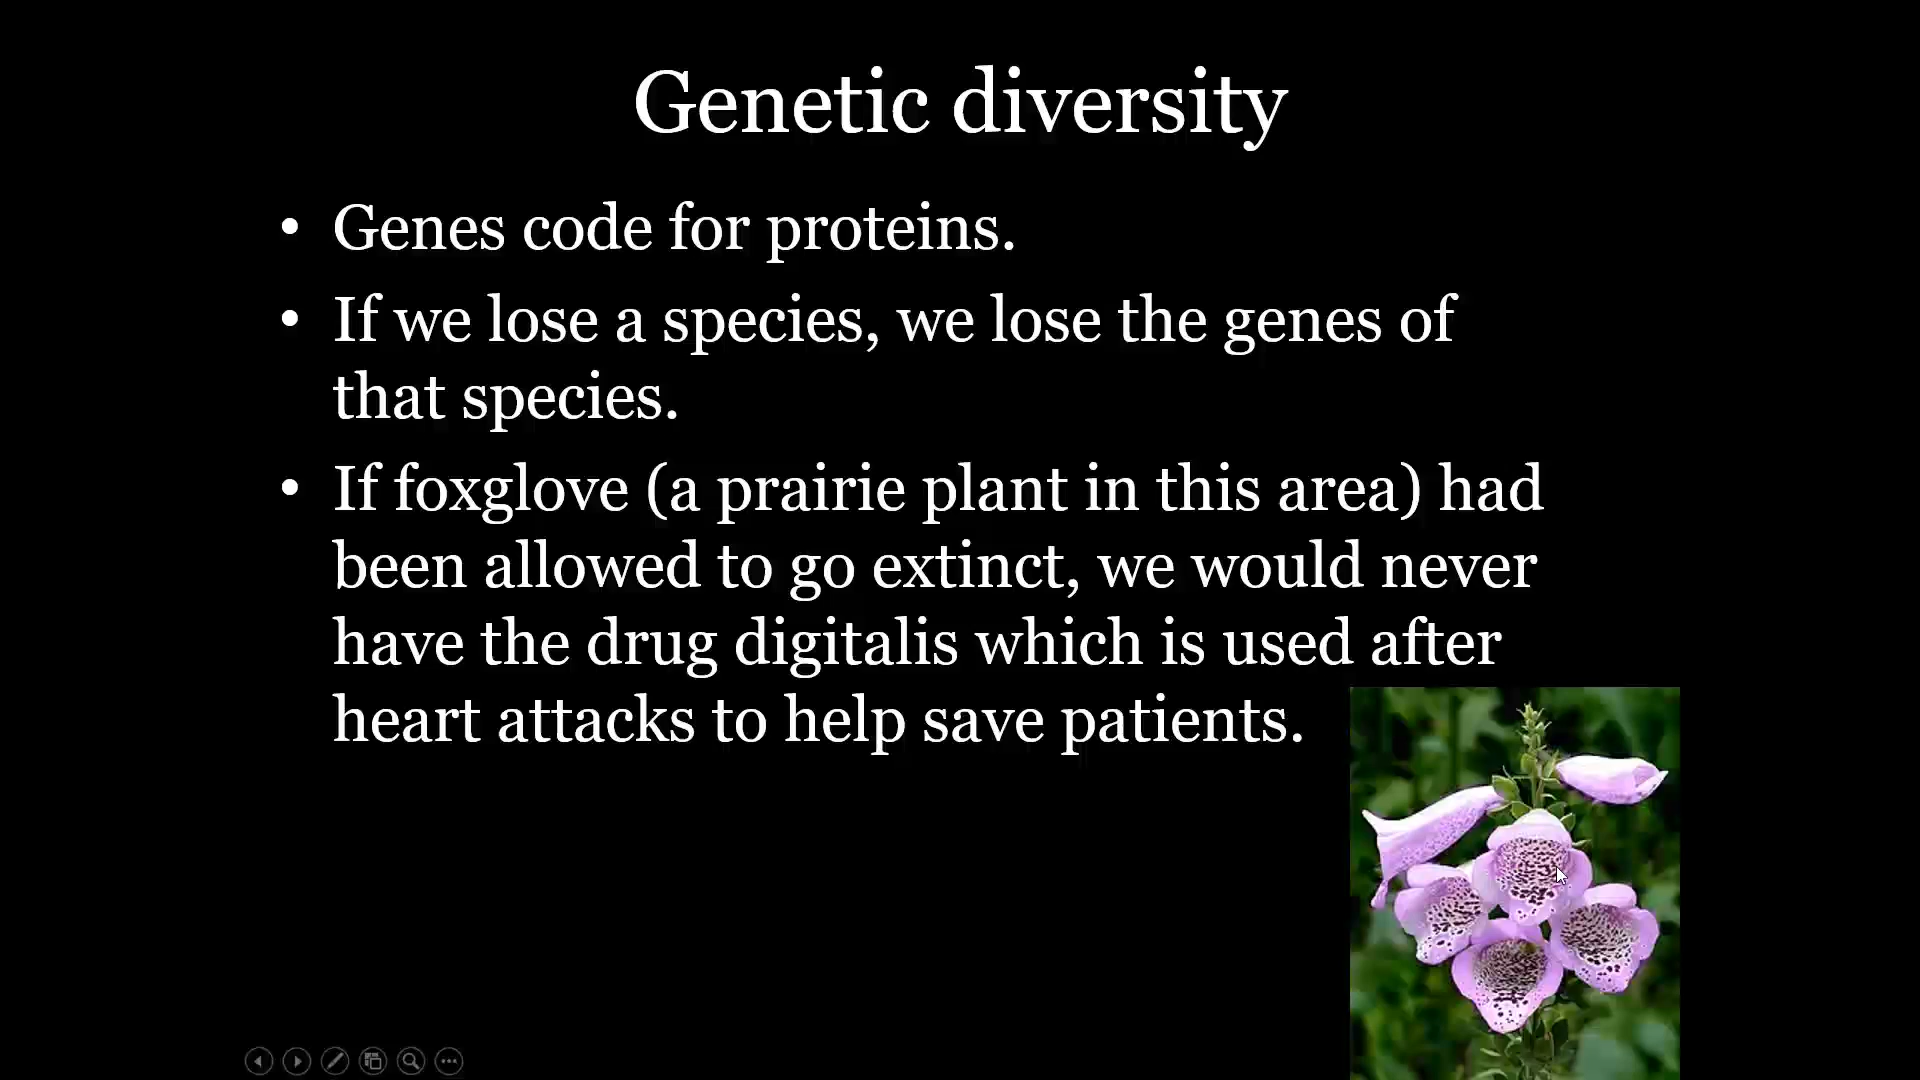 Genetic diversity
• Genes code for proteins.
• If we lose a species, we lose the genes of
that species.
• If foxglove (a prairie plant in this area) had
been allowed to go extinct, we would never
have the drug digitalis which is used after
heart attacks to help save patients.